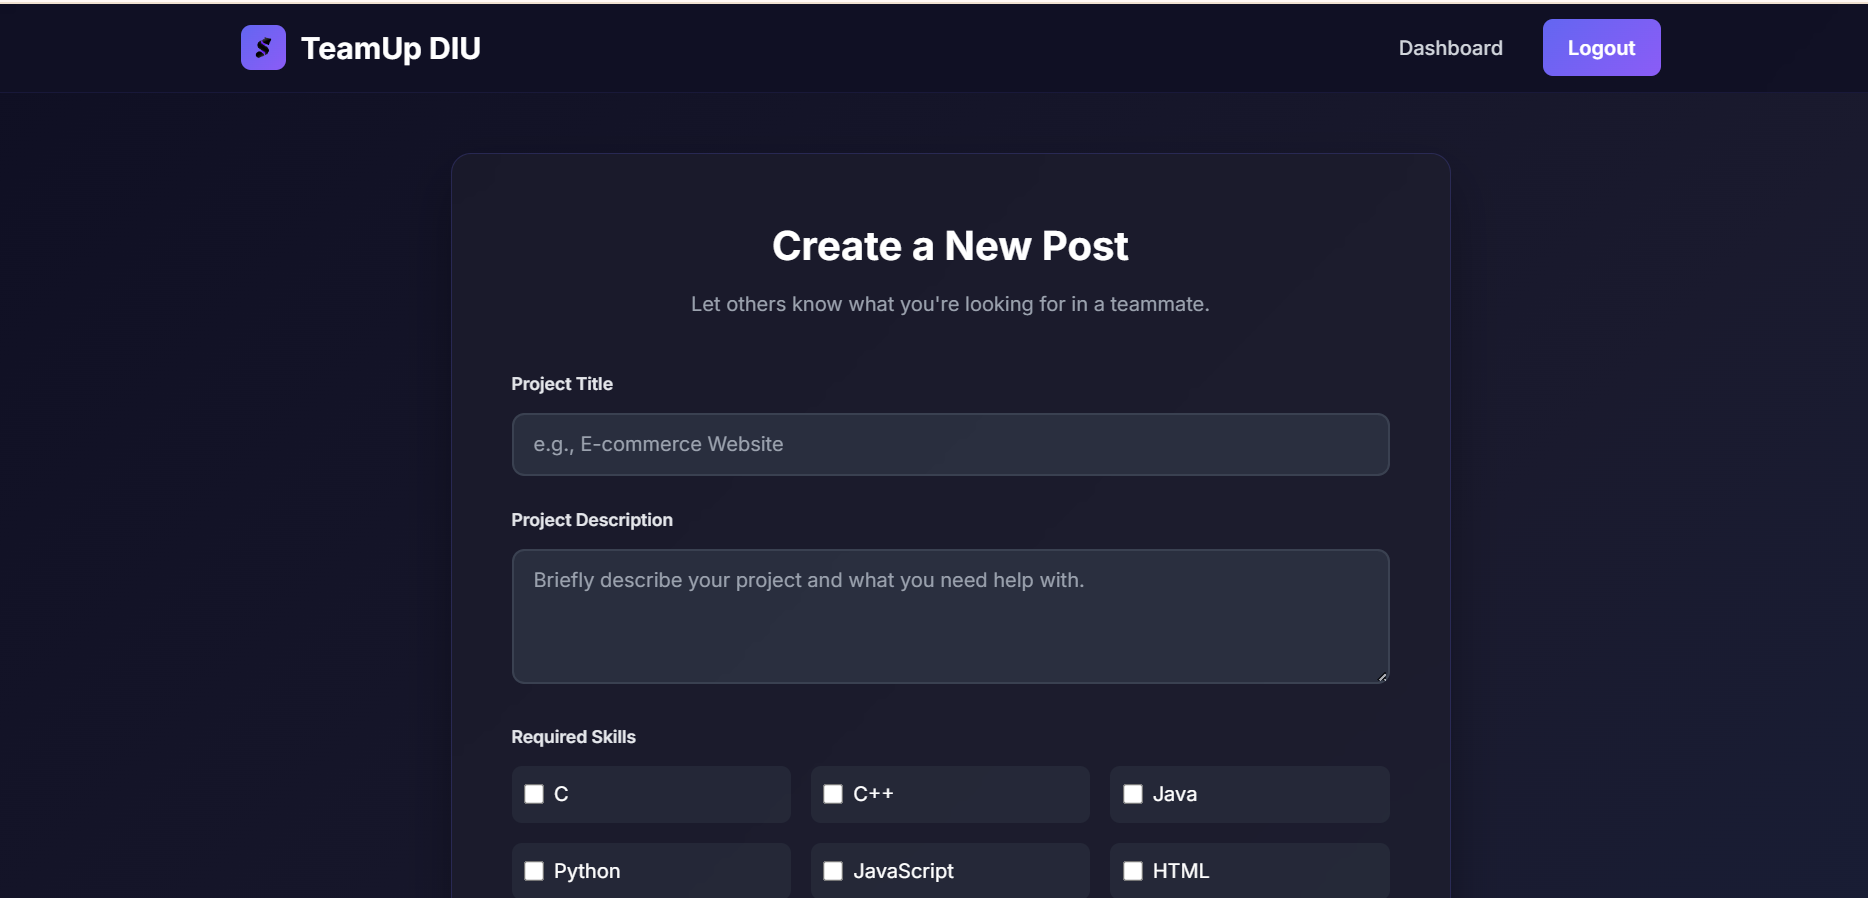 TeamUp DIU
Dashboard
Logout
Create a New Post
Let others know what you're looking for in a teammate.
Project Title
e.g., E-commerce Website
Project Description
Briefly describe your project and what you need help with.
Required Skills
C
C++
Java
Python
JavaScript
HTML